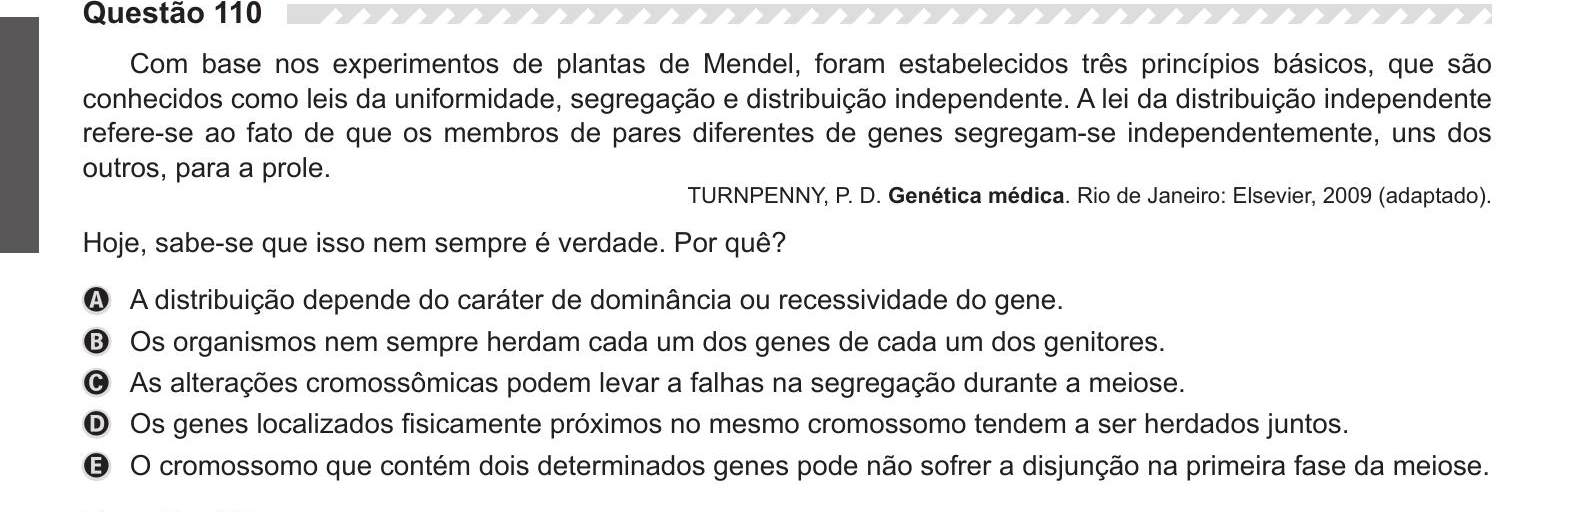 Questão 110
Com base nos experimentos de plantas de Mendel, foram estabelecidos três princípios básicos, que são
conhecidos como leis da uniformidade, segregação e distribuição independente. A lei da distribuição independente
refere-se ao fato de que os membros de pares diferentes de genes segregam-se independentemente, uns dos
outros, para a prole.
TURNPENNY, P. D. Genética médica. Rio de Janeiro: Elsevier, 2009 (adaptado).
Hoje, sabe-se que isso nem sempre é verdade. Por quê?
A A distribuição depende do caráter de dominância ou recessividade do gene.
B Os organismos nem sempre herdam cada um dos genes de cada um dos genitores.
C As alterações cromossômicas podem levar a falhas na segregação durante a meiose.
D Os genes localizados fisicamente próximos no mesmo cromossomo tendem a ser herdados juntos.
E O cromossomo que contém dois determinados genes pode não sofrer a disjunção na primeira fase da meiose.